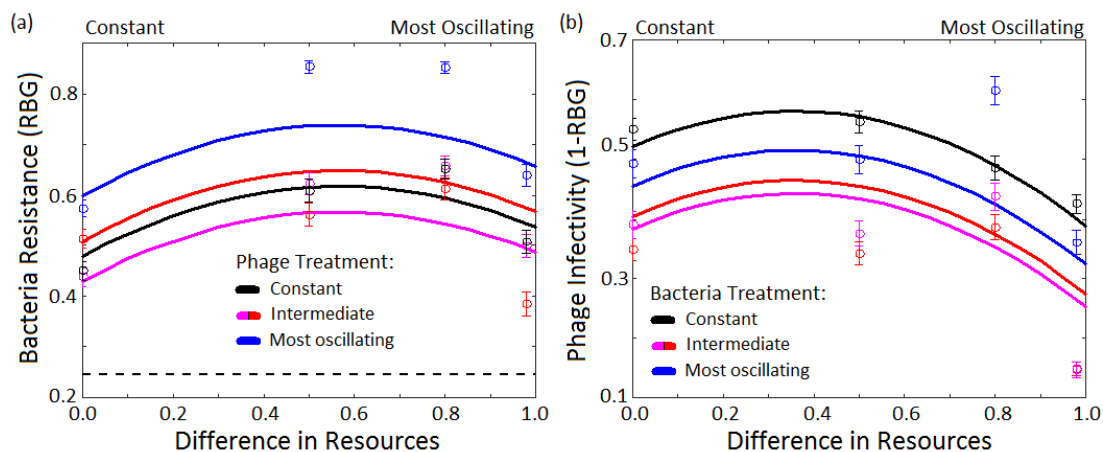 (a)
Constant
Most Oscillating
Bacteria Resistance (RBG)
0.8
0.6
0.4
0.2
Phage Treatment:
Constant
Intermediate
Most oscillating
0.0
0.2
0.4
0.6
0.8
1.0
Difference in Resources
(b)
Constant
Most Oscillating
Phage Infectivity (1-RBG)
0.7
0.5
0.3
0.1
Bacteria Treatment:
Constant
Intermediate
Most oscillating
0.0
0.2
0.4
0.6
0.8
1.0
Difference in Resources